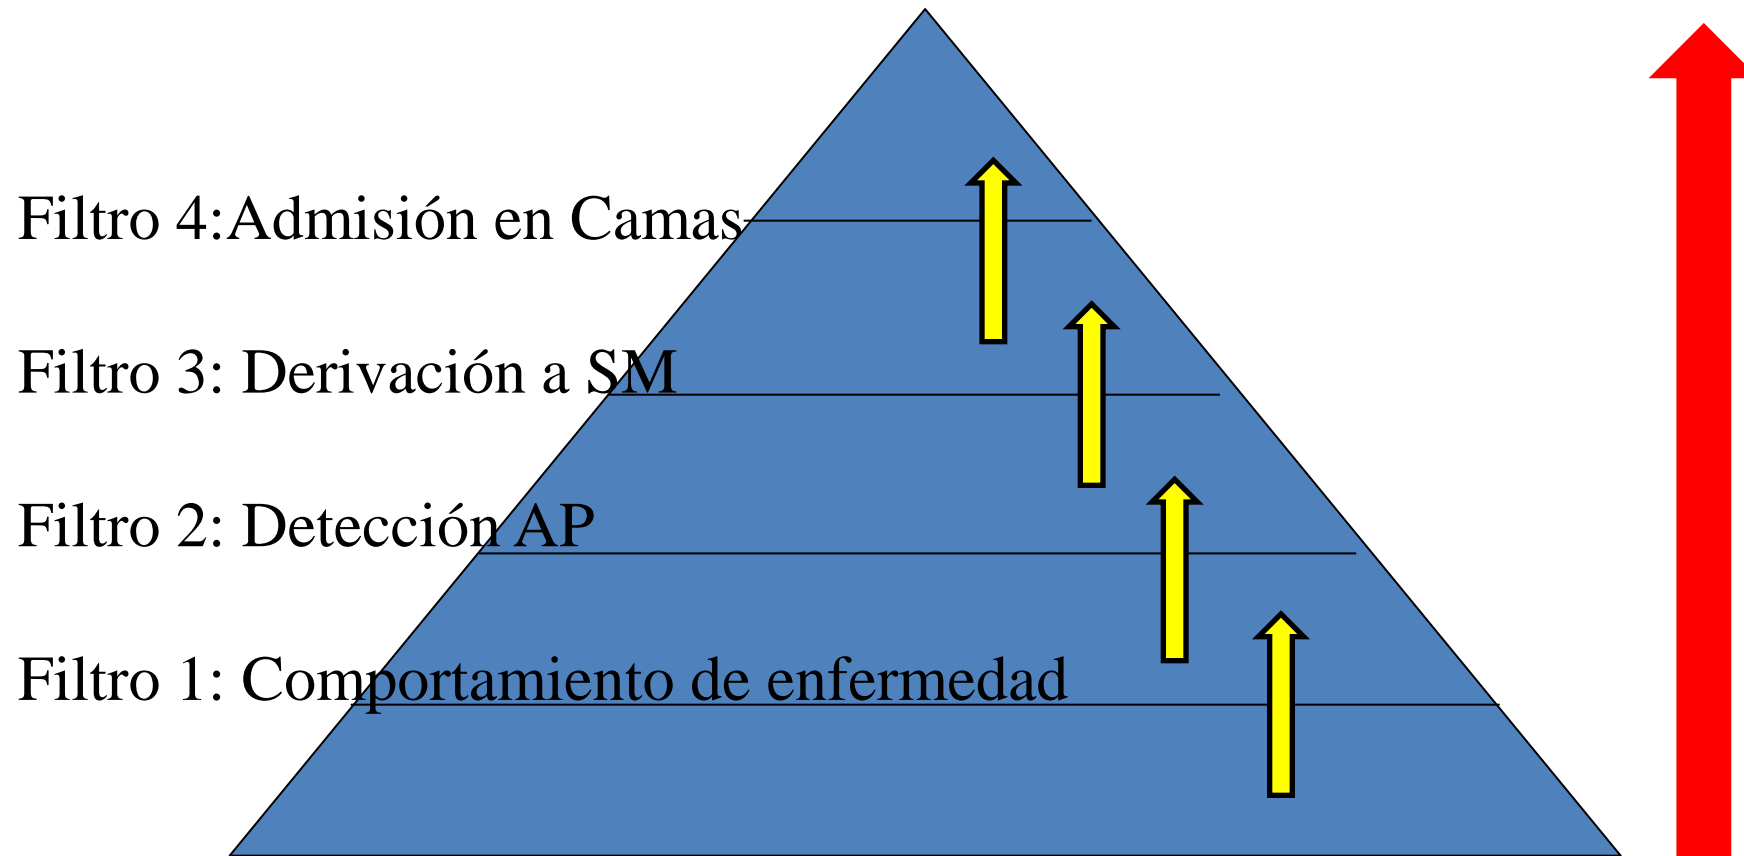 Filtro 4:Admisión en Camas
Filtro 3: Derivación a SM
Filtro 2: Detección AP
Filtro 1: Comportamiento de enfermedad